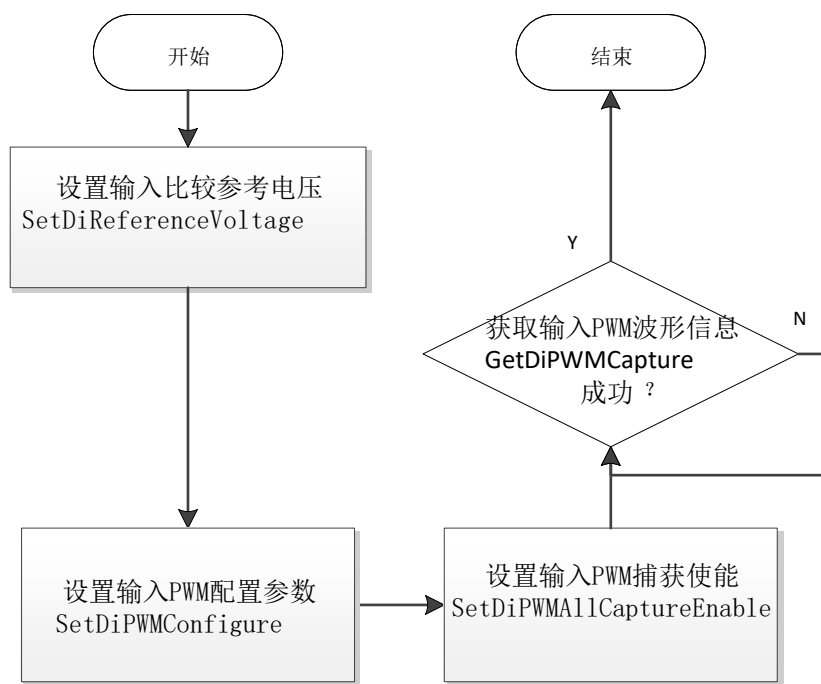 开始
设置输入比较参考电压
SetDiReferenceVoltage
设置输入PWM配置参数
SetDiPWMConfigure
设置输入PWM捕获使能
SetDiPWMAllCaptureEnable
获取输入PWM波形信息
GetDiPWMCapture
成功？
Y
N
结束